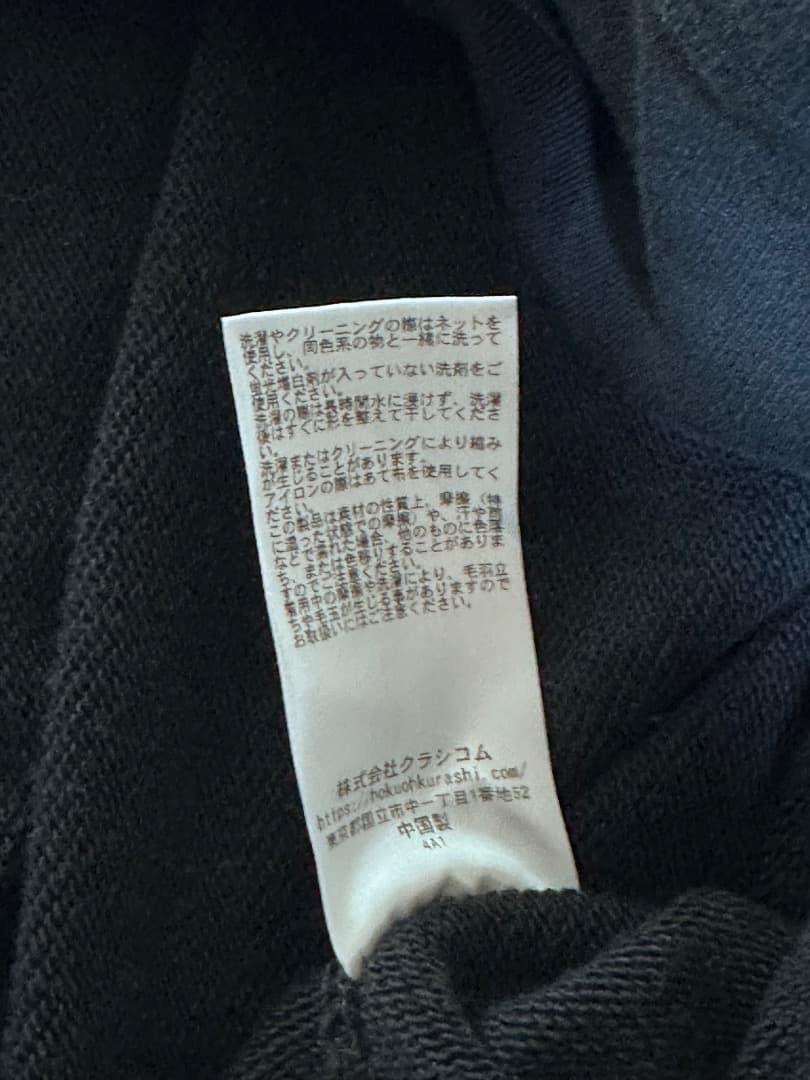 洗濯やクリーニングの際はネットを
使用し、同色系の物と一緒に洗って
ください。
蛍光増白剤が入っていない洗剤をご
使用ください。
洗濯の際は長時間水に浸けず、洗濯
後はすぐに形を整えて干してくださ
い。
洗濯またはクリーニングにより縮み
が生じることがあります。
アイロンの際はあて布を使用してく
ださい。
この製品は素材の性質上、摩擦（特
に湿った状態での摩擦）や、汗や雨
などで濡れた場合、他のものに色落
ち、または色移りすることがありま
すのでご注意ください。
着用中の摩擦や洗濯により、毛羽立
ちや毛玉が生じる事がありますので
お取扱いにはご注意ください。
株式会社クラシコム
https://hokuohkurashi.com/
東京都国立市中一丁目1番地52
中国製
4A1